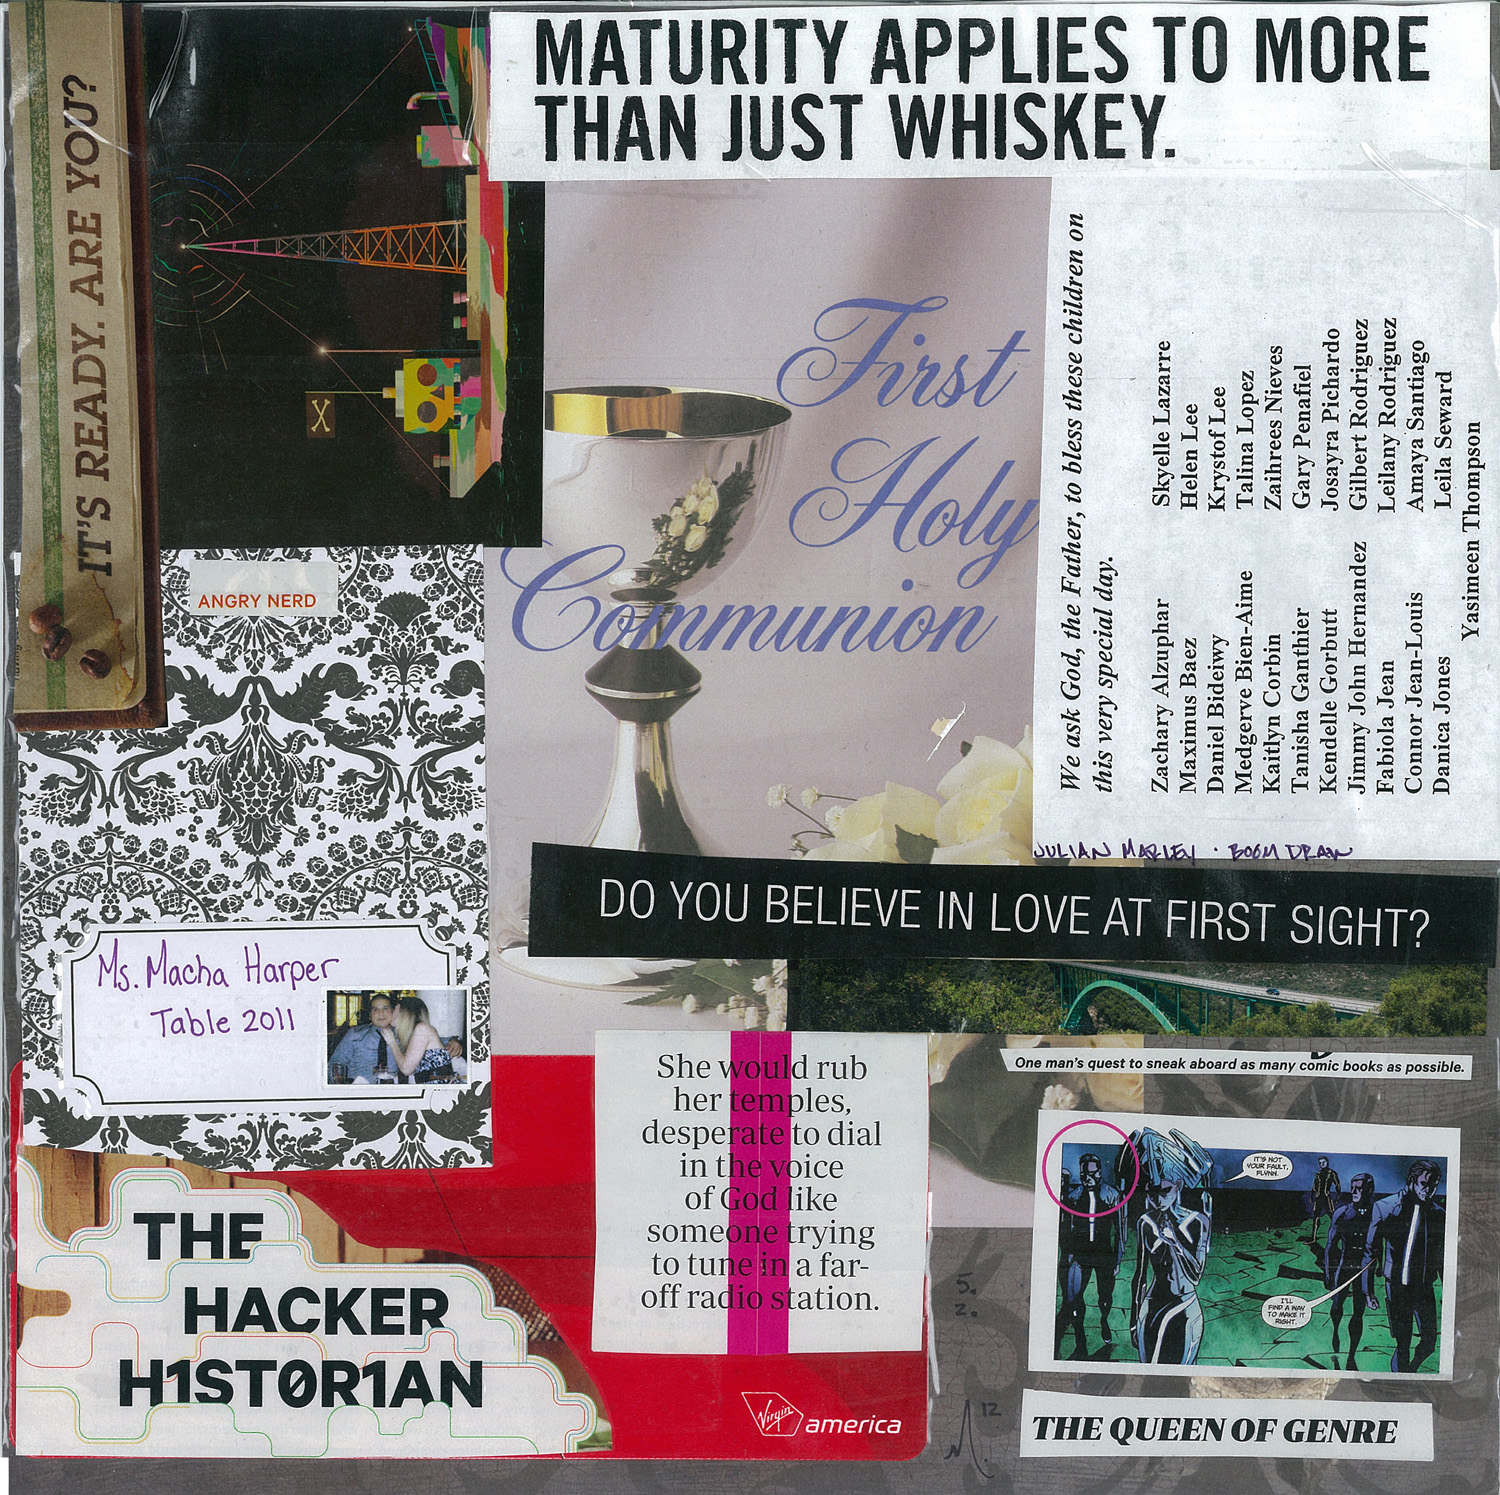 MATURITY APPLIES TO MORE
THAN JUST WHISKEY.
IT'S READY. ARE YOU?
First
Holy
Communion
We ask God, the Father, to bless these children on
this very special day.
Zachary Alzuphar
Maximus Baez
Daniel Bideiwy
Medgerve Bien-Aime
Kaitlyn Corbin
Tanisha Ganthier
Kendelle Gorbutt
Jimmy John Hernandez
Fabiola Jean
Connor Jean-Louis
Danica Jones
Skyelle Lazarre
Helen Lee
Krystof Lee
Talina Lopez
Zaihrees Nieves
Gary Penafiel
Josayra Pichardo
Gilbert Rodriguez
Leilany Rodriguez
Amaya Santiago
Leila Seward
Yasimeen Thompson
JULIAN MARLEY · BOOM DRAW
ANGRY NERD
DO YOU BELIEVE IN LOVE AT FIRST SIGHT?
Ms. Macha Harper
Table 2011
She would rub
her temples,
desperate to dial
in the voice
of God like
someone trying
to tune in a far-
off radio station.
One man's quest to sneak aboard as many comic books as possible.
IT'S NOT
YOUR FAULT,
FLYNN.
I'LL
FIND A WAY
TO MAKE IT
RIGHT.
THE
HACKER
H1ST0R1AN
Virgin america
5.
2.
12
M.
THE QUEEN OF GENRE